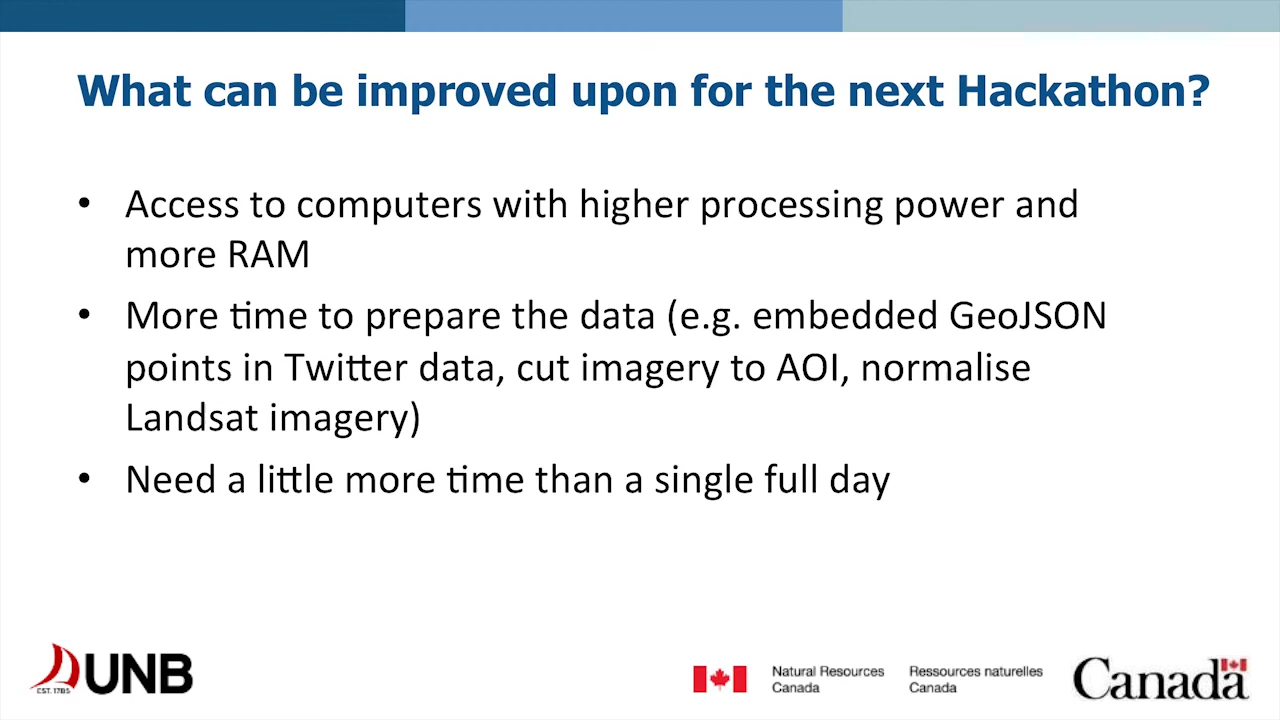 What can be improved upon for the next Hackathon?
• Access to computers with higher processing power and
more RAM
• More time to prepare the data (e.g. embedded GeoJSON
points in Twitter data, cut imagery to AOI, normalise
Landsat imagery)
• Need a little more time than a single full day
UNB
EST. 1785
Natural Resources
Canada
Ressources naturelles
Canada
Canada